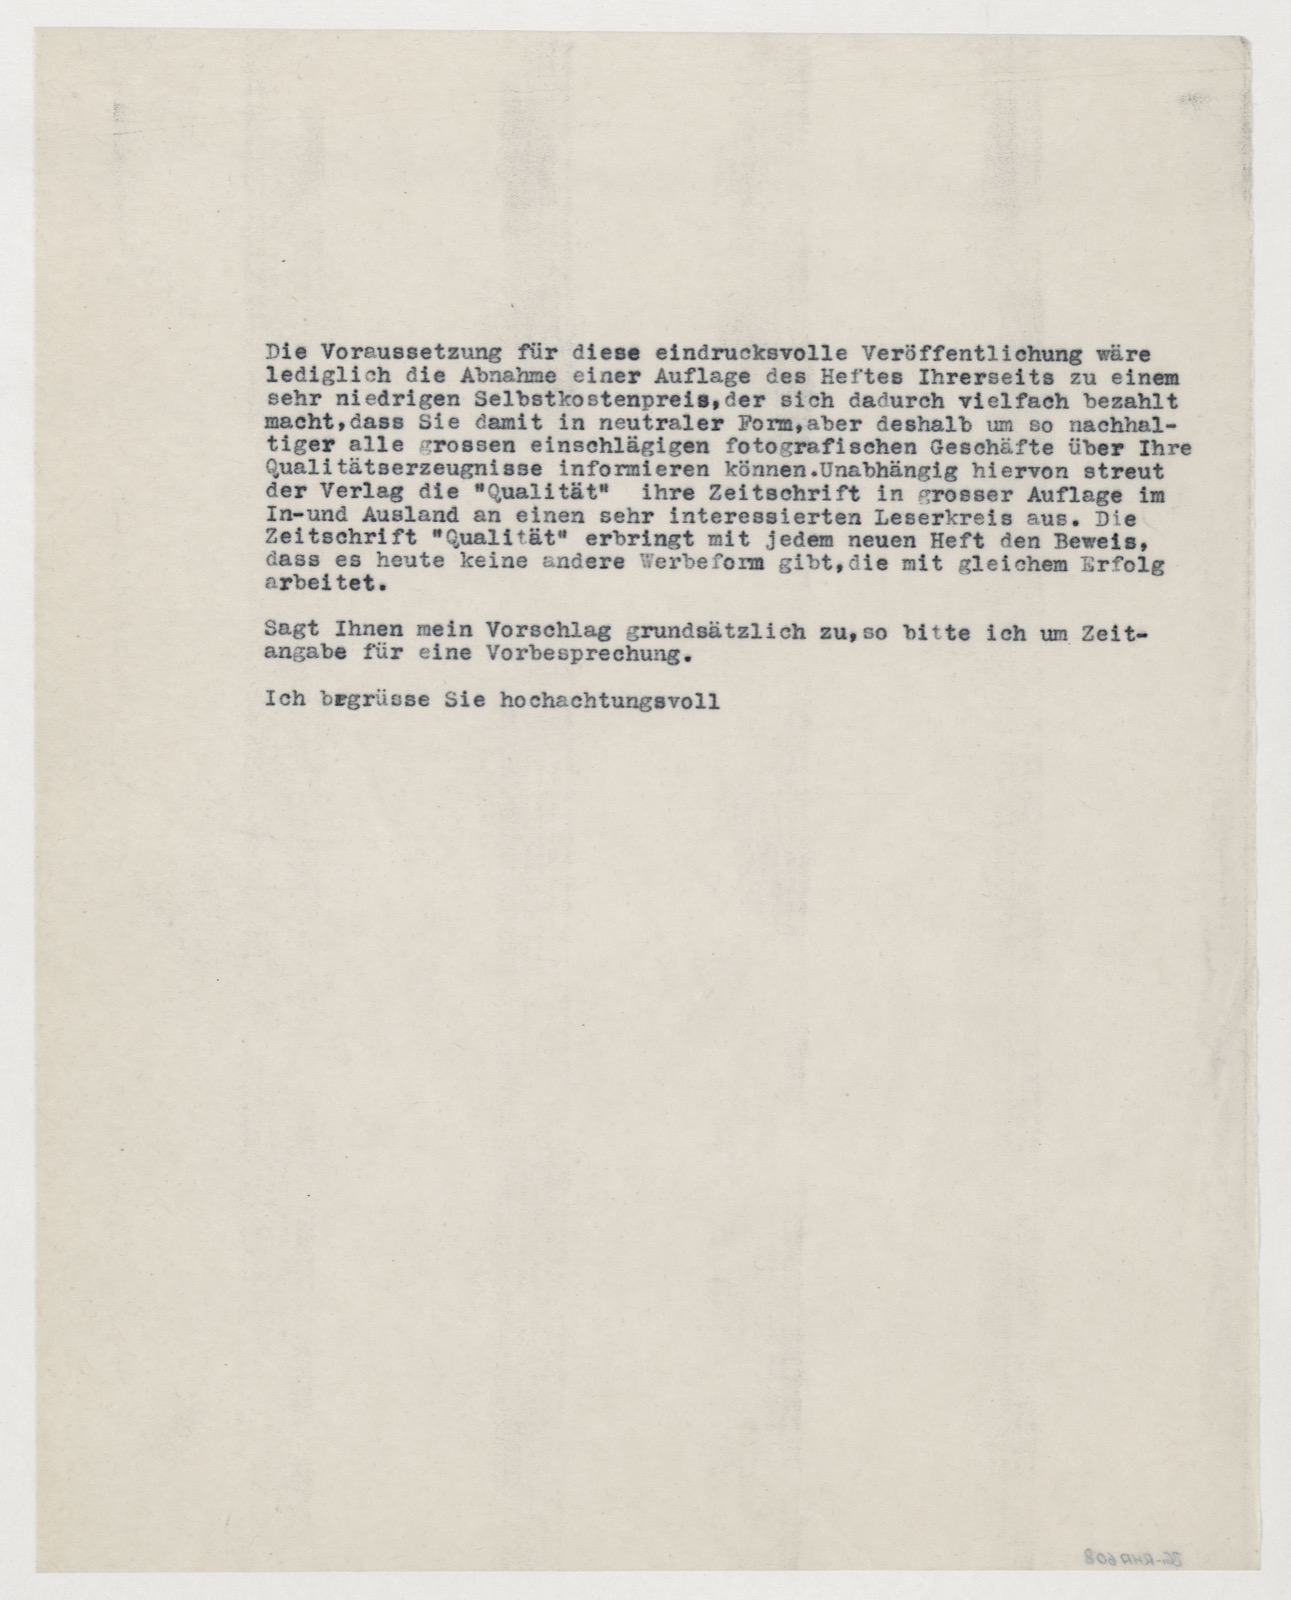 Die Voraussetzung für diese eindrucksvolle Veröffentlichung wäre
lediglich die Abnahme einer Auflage des Heftes Ihrerseits zu einem
sehr niedrigen Selbstkostenpreis,der sich dadurch vielfach bezahlt
macht,dass Sie damit in neutraler Form,aber deshalb um so nachhal-
tiger alle grossen einschlägigen fotografischen Geschäfte über Ihre
Qualitätserzeugnisse informieren können.Unabhängig hiervon streut
der Verlag die "Qualität" ihre Zeitschrift in grosser Auflage im
In-und Ausland an einen sehr interessierten Leserkreis aus. Die
Zeitschrift "Qualität" erbringt mit jedem neuen Heft den Beweis,
dass es heute keine andere Werbeform gibt,die mit gleichem Erfolg
arbeitet.
Sagt Ihnen mein Vorschlag grundsätzlich zu,so bitte ich um Zeit-
angabe für eine Vorbesprechung.
Ich begrüsse Sie hochachtungsvoll